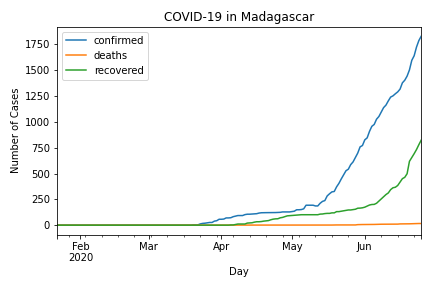 COVID-19 in Madagascar
confirmed
deaths
recovered
Number of Cases
1750
1500
1250
1000
750
500
250
0
Feb Mar Apr May Jun
2020
Day